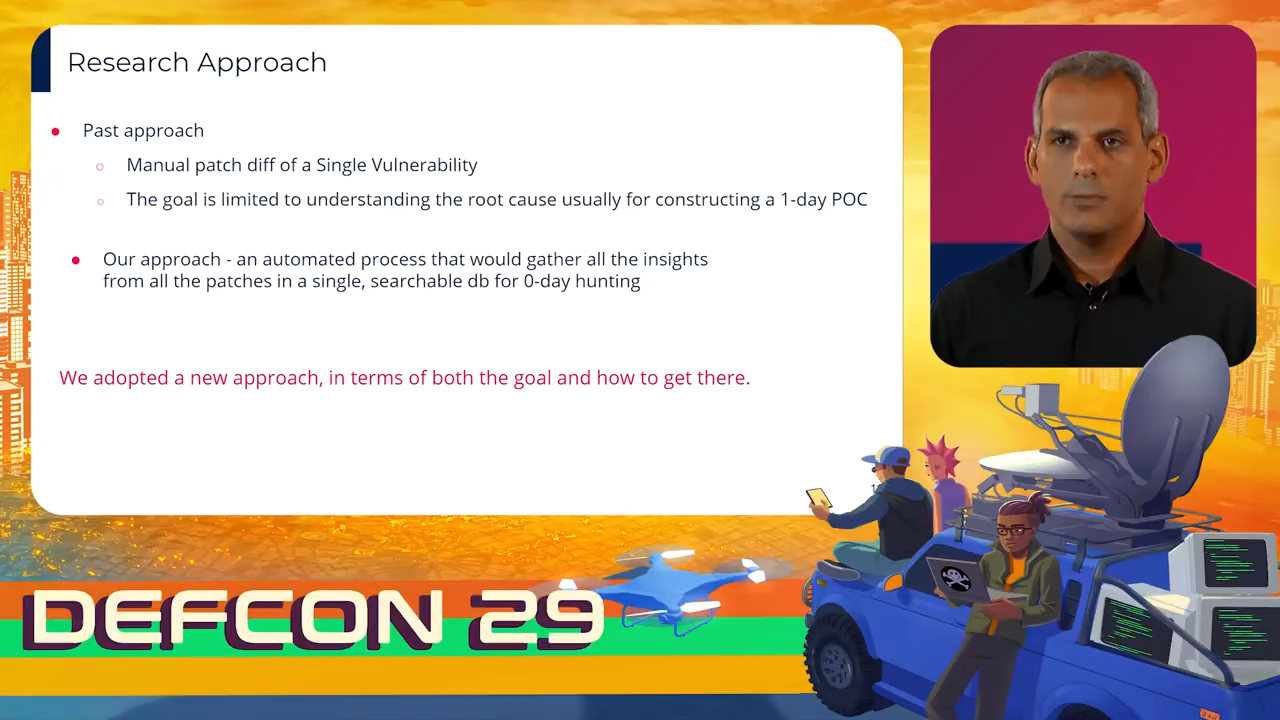 Research Approach
Past approach
Manual patch diff of a Single Vulnerability
The goal is limited to understanding the root cause usually for constructing a 1-day POC
Our approach - an automated process that would gather all the insights
from all the patches in a single, searchable db for 0-day hunting
We adopted a new approach, in terms of both the goal and how to get there.
DEFCON 29